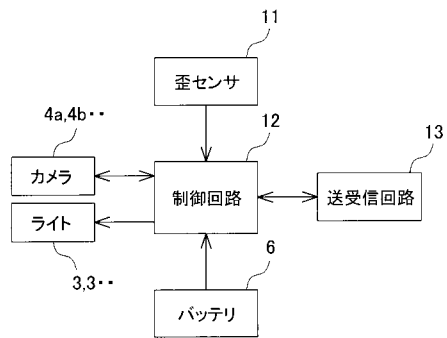 11
歪センサ
4a,4b･･
12
13
カメラ
制御回路
送受信回路
ライト
3,3･･
6
バッテリ